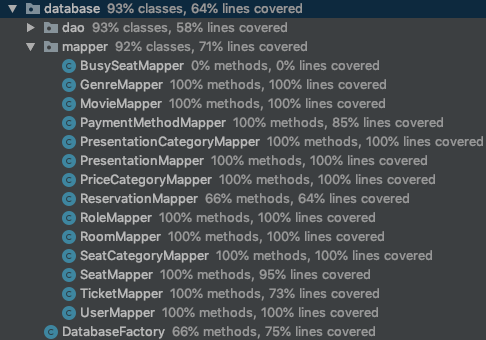 database 93% classes, 64% lines covered
dao 93% classes, 58% lines covered
mapper 92% classes, 71% lines covered
C BusySeatMapper 0% methods, 0% lines covered
C GenreMapper 100% methods, 100% lines covered
C MovieMapper 100% methods, 100% lines covered
C PaymentMethodMapper 100% methods, 85% lines covered
C PresentationCategoryMapper 100% methods, 100% lines covered
C PresentationMapper 100% methods, 100% lines covered
C PriceCategoryMapper 100% methods, 100% lines covered
C ReservationMapper 66% methods, 64% lines covered
C RoleMapper 100% methods, 100% lines covered
C RoomMapper 100% methods, 100% lines covered
C SeatCategoryMapper 100% methods, 100% lines covered
C SeatMapper 100% methods, 95% lines covered
C TicketMapper 100% methods, 73% lines covered
C UserMapper 100% methods, 100% lines covered
C DatabaseFactory 66% methods, 75% lines covered